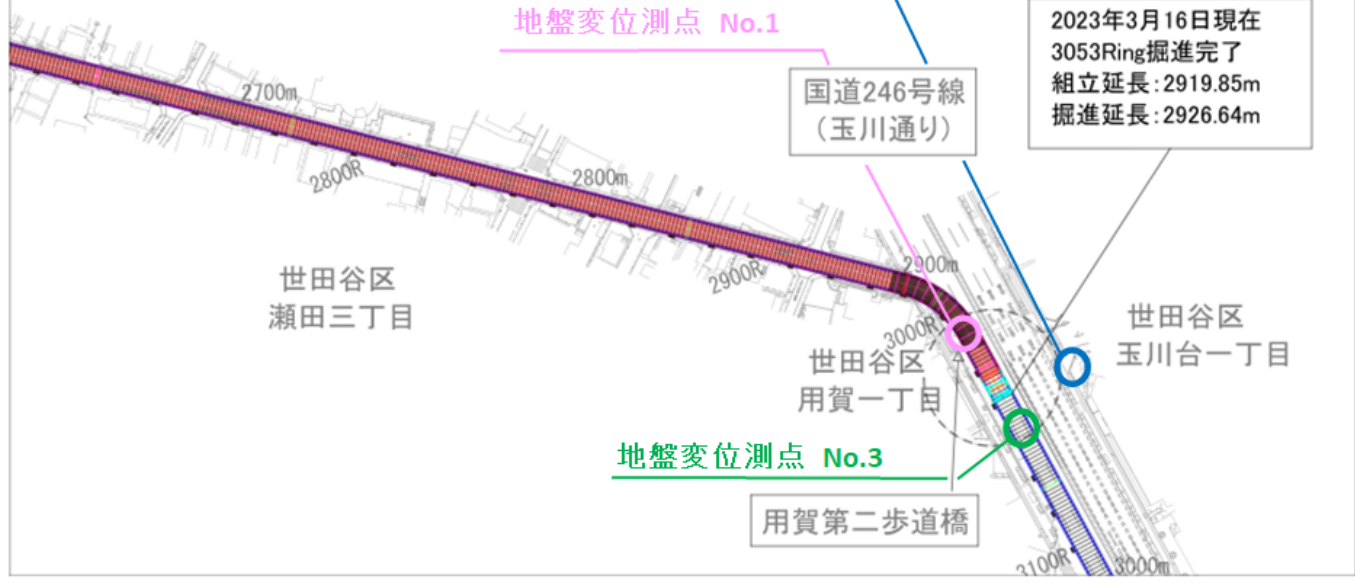 地盤変位測点 No.1
2023年3月16日現在
3053Ring掘進完了
組立延長:2919.85m
掘進延長:2926.64m
国道246号線
(玉川通り)
2700m
2800R
2800m
2900R
2900m
3000R
世田谷区
瀬田三丁目
世田谷区
用賀一丁目
世田谷区
玉川台一丁目
地盤変位測点 No.3
用賀第二歩道橋
3100R
3000m